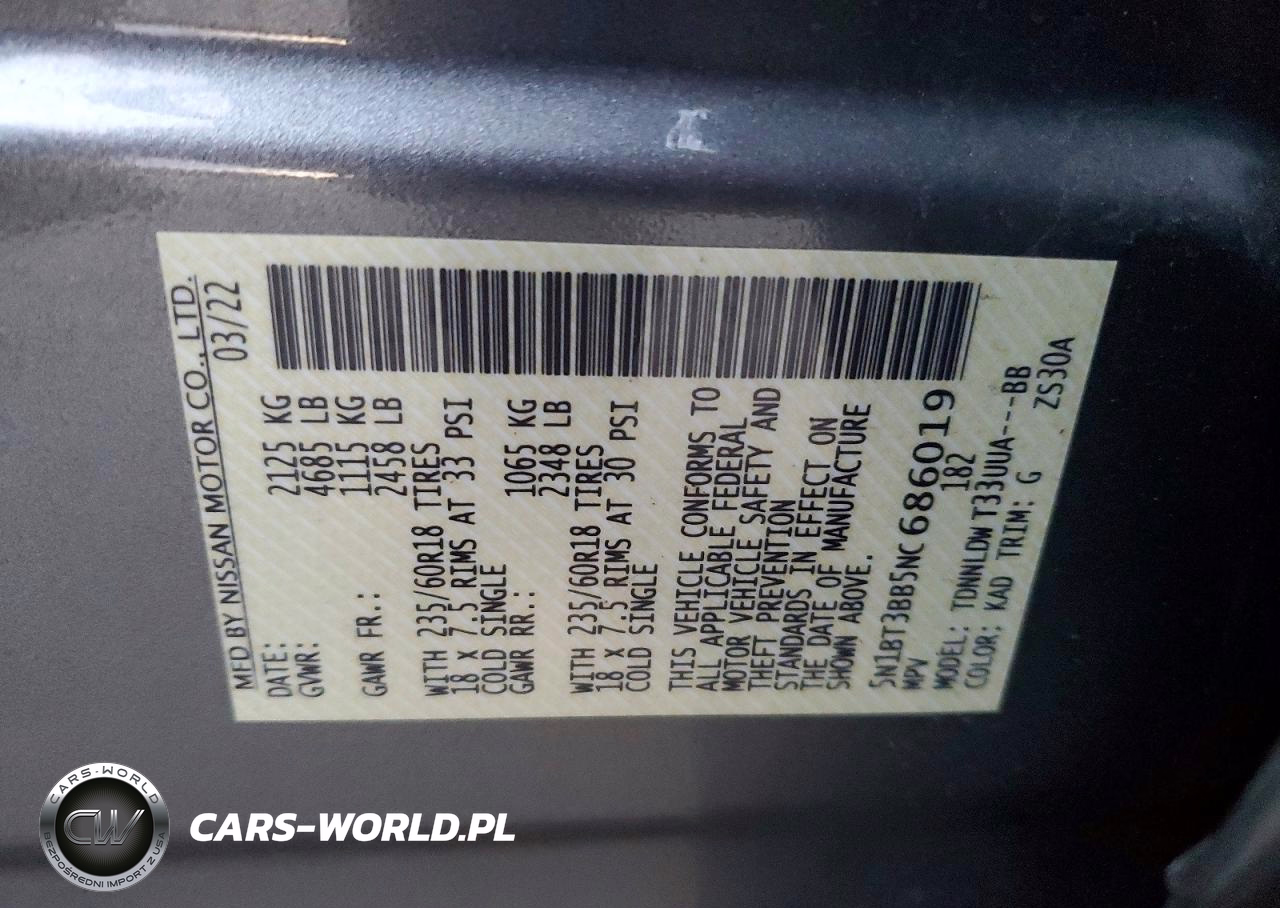 MFD BY NISSAN MOTOR CO., LTD.
DATE: 03/22
GVWR: 2125 KG
4685 LB
GAWR FR.: 1115 KG
2458 LB
WITH 235/60R18 TIRES
18 x 7.5 RIMS AT 33 PSI
COLD SINGLE
GAWR RR.: 1065 KG
2348 LB
WITH 235/60R18 TIRES
18 x 7.5 RIMS AT 30 PSI
COLD SINGLE
THIS VEHICLE CONFORMS TO
ALL APPLICABLE FEDERAL
MOTOR VEHICLE SAFETY AND
THEFT PREVENTION
STANDARDS IN EFFECT ON
THE DATE OF MANUFACTURE
SHOWN ABOVE.
5N1BT3BB5NC686019
MPV 182
MODEL: TDNNLDWT33UUA---BB
COLOR: KAD TRIM: G ZS30A
CARS-WORLD
CW
BEZPOŚREDNI IMPORT Z USA
CARS-WORLD.PL